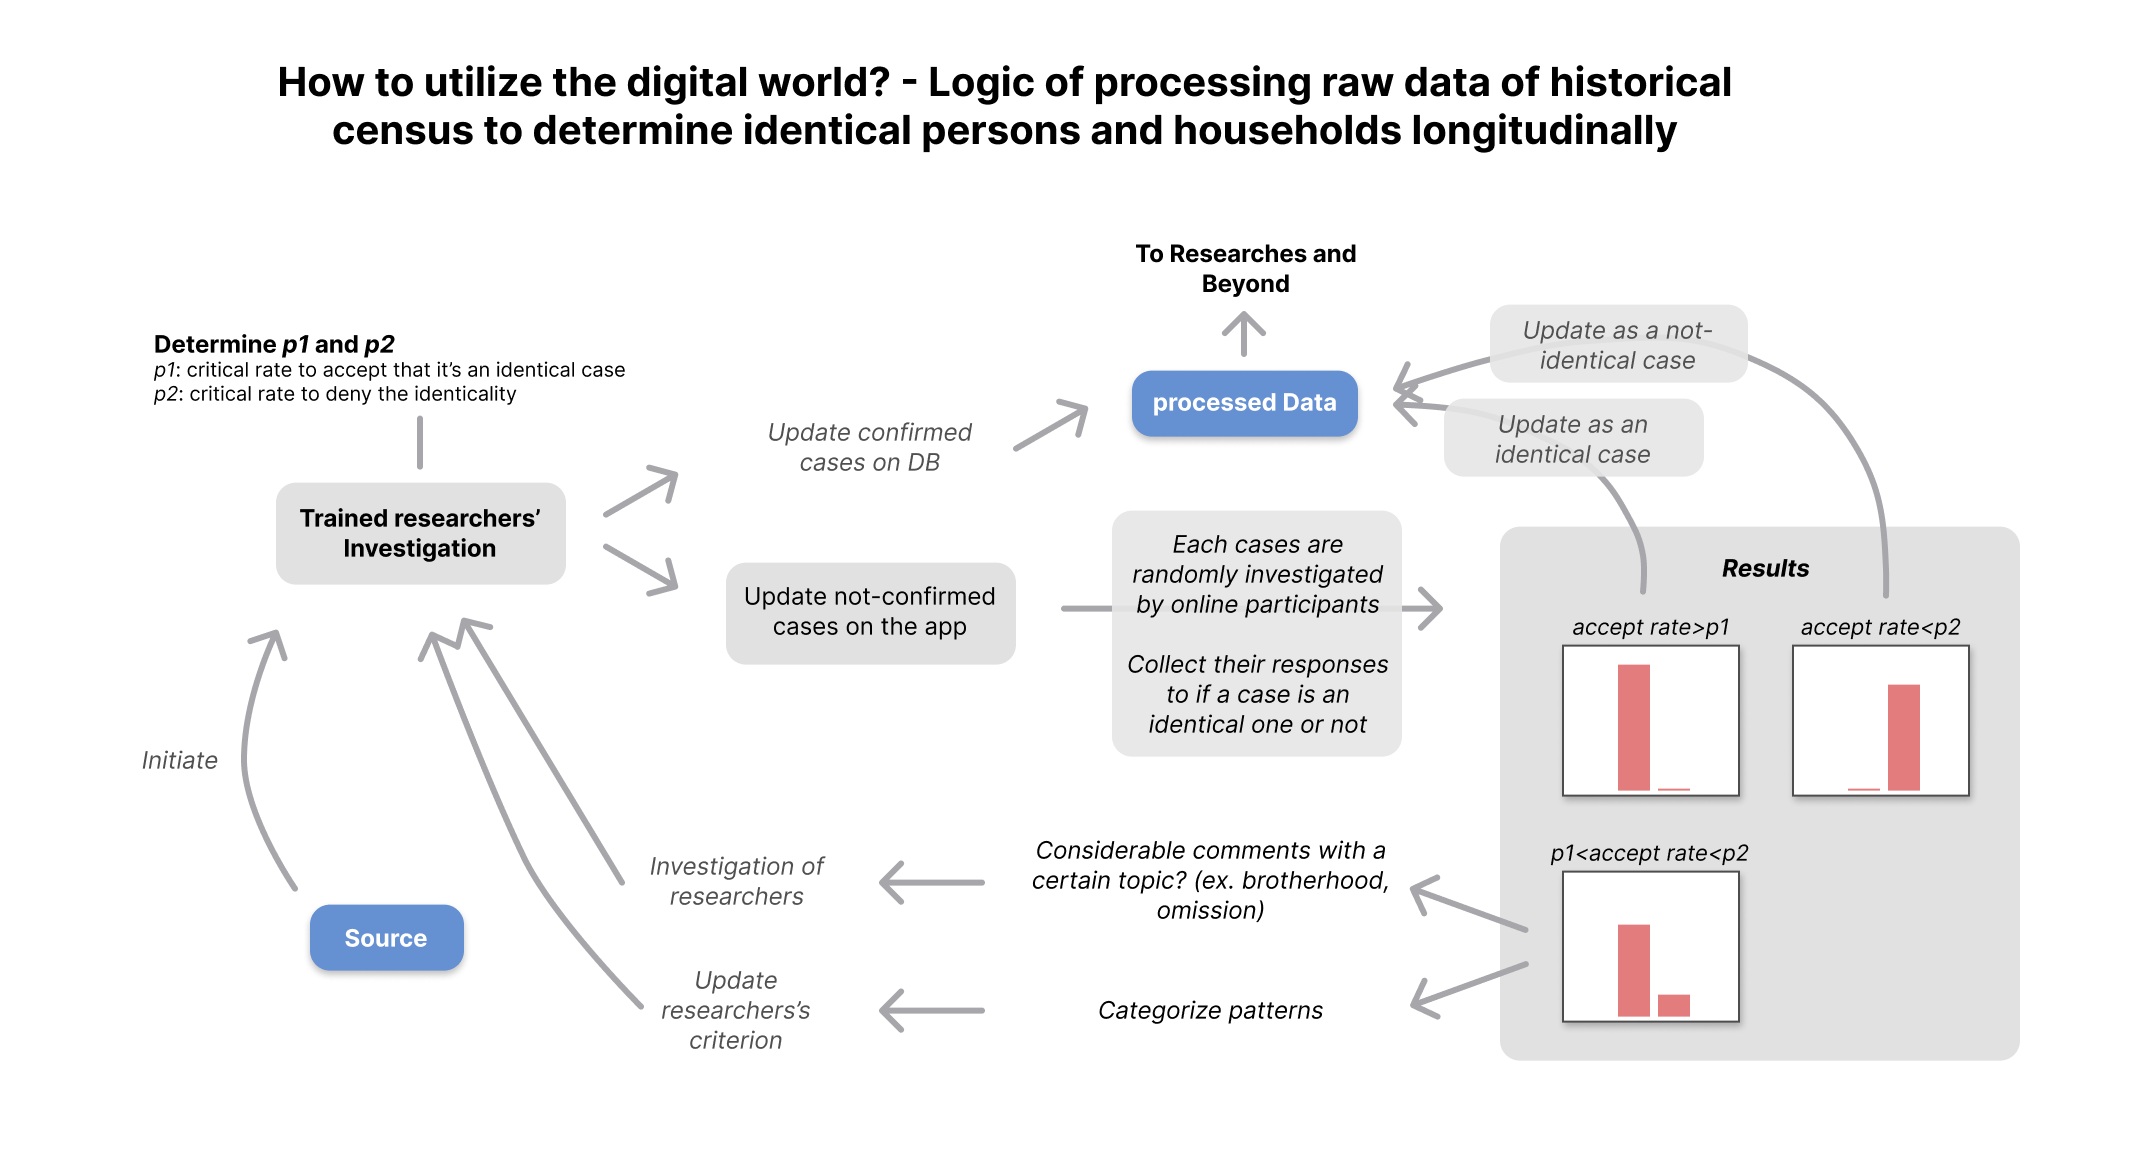 How to utilize the digital world? - Logic of processing raw data of historical
census to determine identical persons and households longitudinally
To Researches and
Beyond
Determine p1 and p2
p1: critical rate to accept that it’s an identical case
p2: critical rate to deny the identicality
Update as a not-
identical case
processed Data
Update as an
identical case
Update confirmed
cases on DB
Trained researchers’
Investigation
Each cases are
randomly investigated
by online participants
Collect their responses
to if a case is an
identical one or not
Update not-confirmed
cases on the app
Results
accept rate>p1
accept rate<p2
p1<accept rate<p2
Initiate
Source
Investigation of
researchers
Considerable comments with a
certain topic? (ex. brotherhood,
omission)
Update
researchers’s
criterion
Categorize patterns